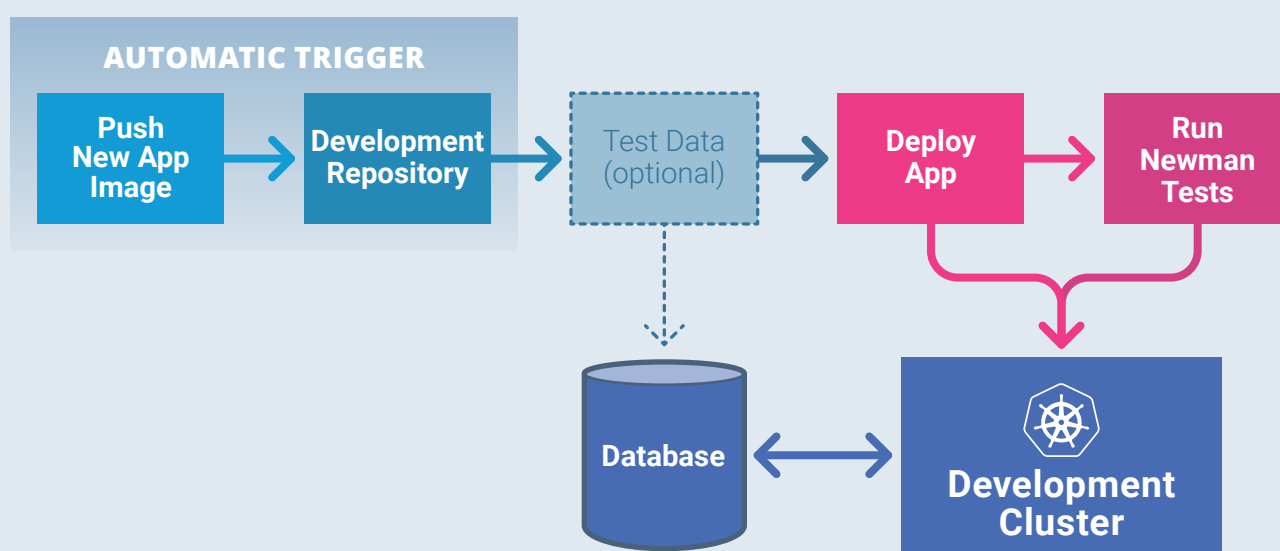 AUTOMATIC TRIGGER
Push
New App
Image
Development
Repository
Test Data
(optional)
Deploy
App
Run
Newman
Tests
Database
Development
Cluster